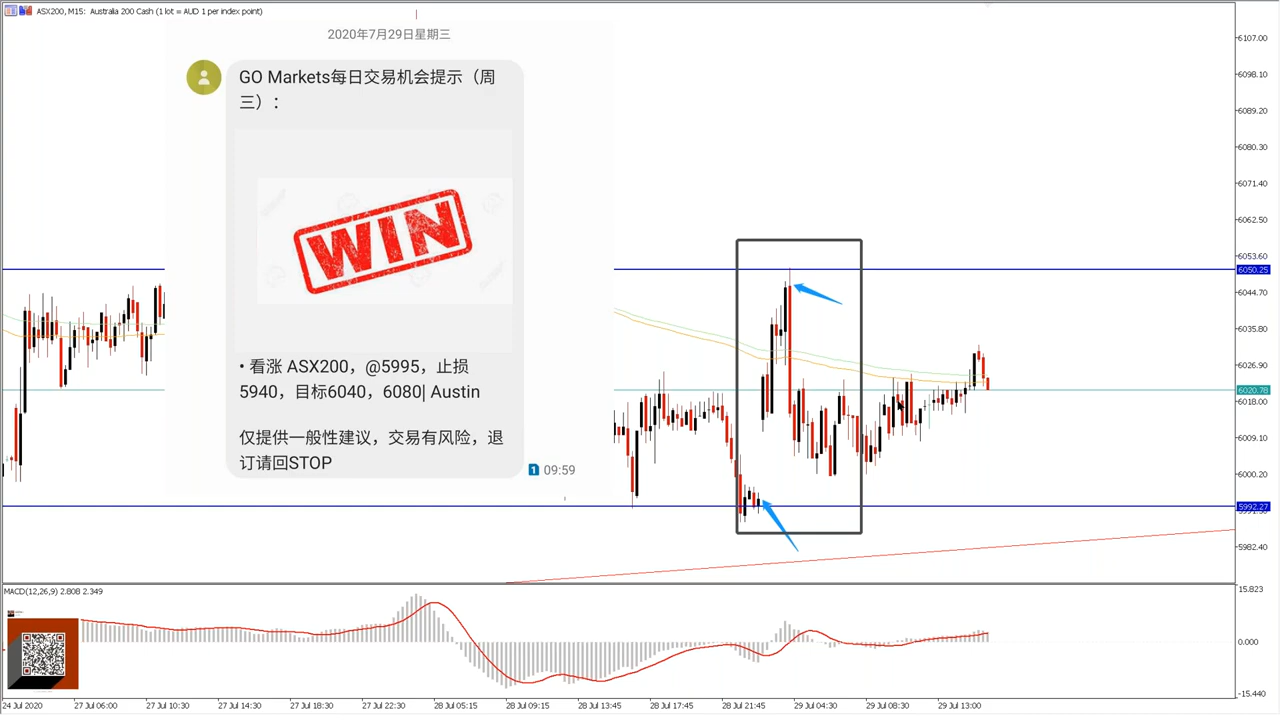 ASX200, M15: Australia 200 Cash (1 lot = AUD 1 per index point)
2020年7月29日星期三
GO Markets每日交易机会提示（周
三）：
WIN
• 看涨 ASX200，@5995，止损
5940，目标6040，6080| Austin
仅提供一般性建议，交易有风险，退
订请回STOP
1 09:59
6107.00
6098.10
6089.20
6080.30
6071.40
6062.50
6053.60
6050.25
6044.70
6035.80
6026.90
6020.78
6018.00
6009.10
6000.20
5992.27
5982.40
MACD(12,26,9) 2.808 2.349
15.823
0.000
-15.440
24 Jul 2020
27 Jul 06:00
27 Jul 10:30
27 Jul 14:30
27 Jul 18:30
27 Jul 22:30
28 Jul 05:15
28 Jul 09:15
28 Jul 13:45
28 Jul 17:45
28 Jul 21:45
29 Jul 04:30
29 Jul 08:30
29 Jul 13:00